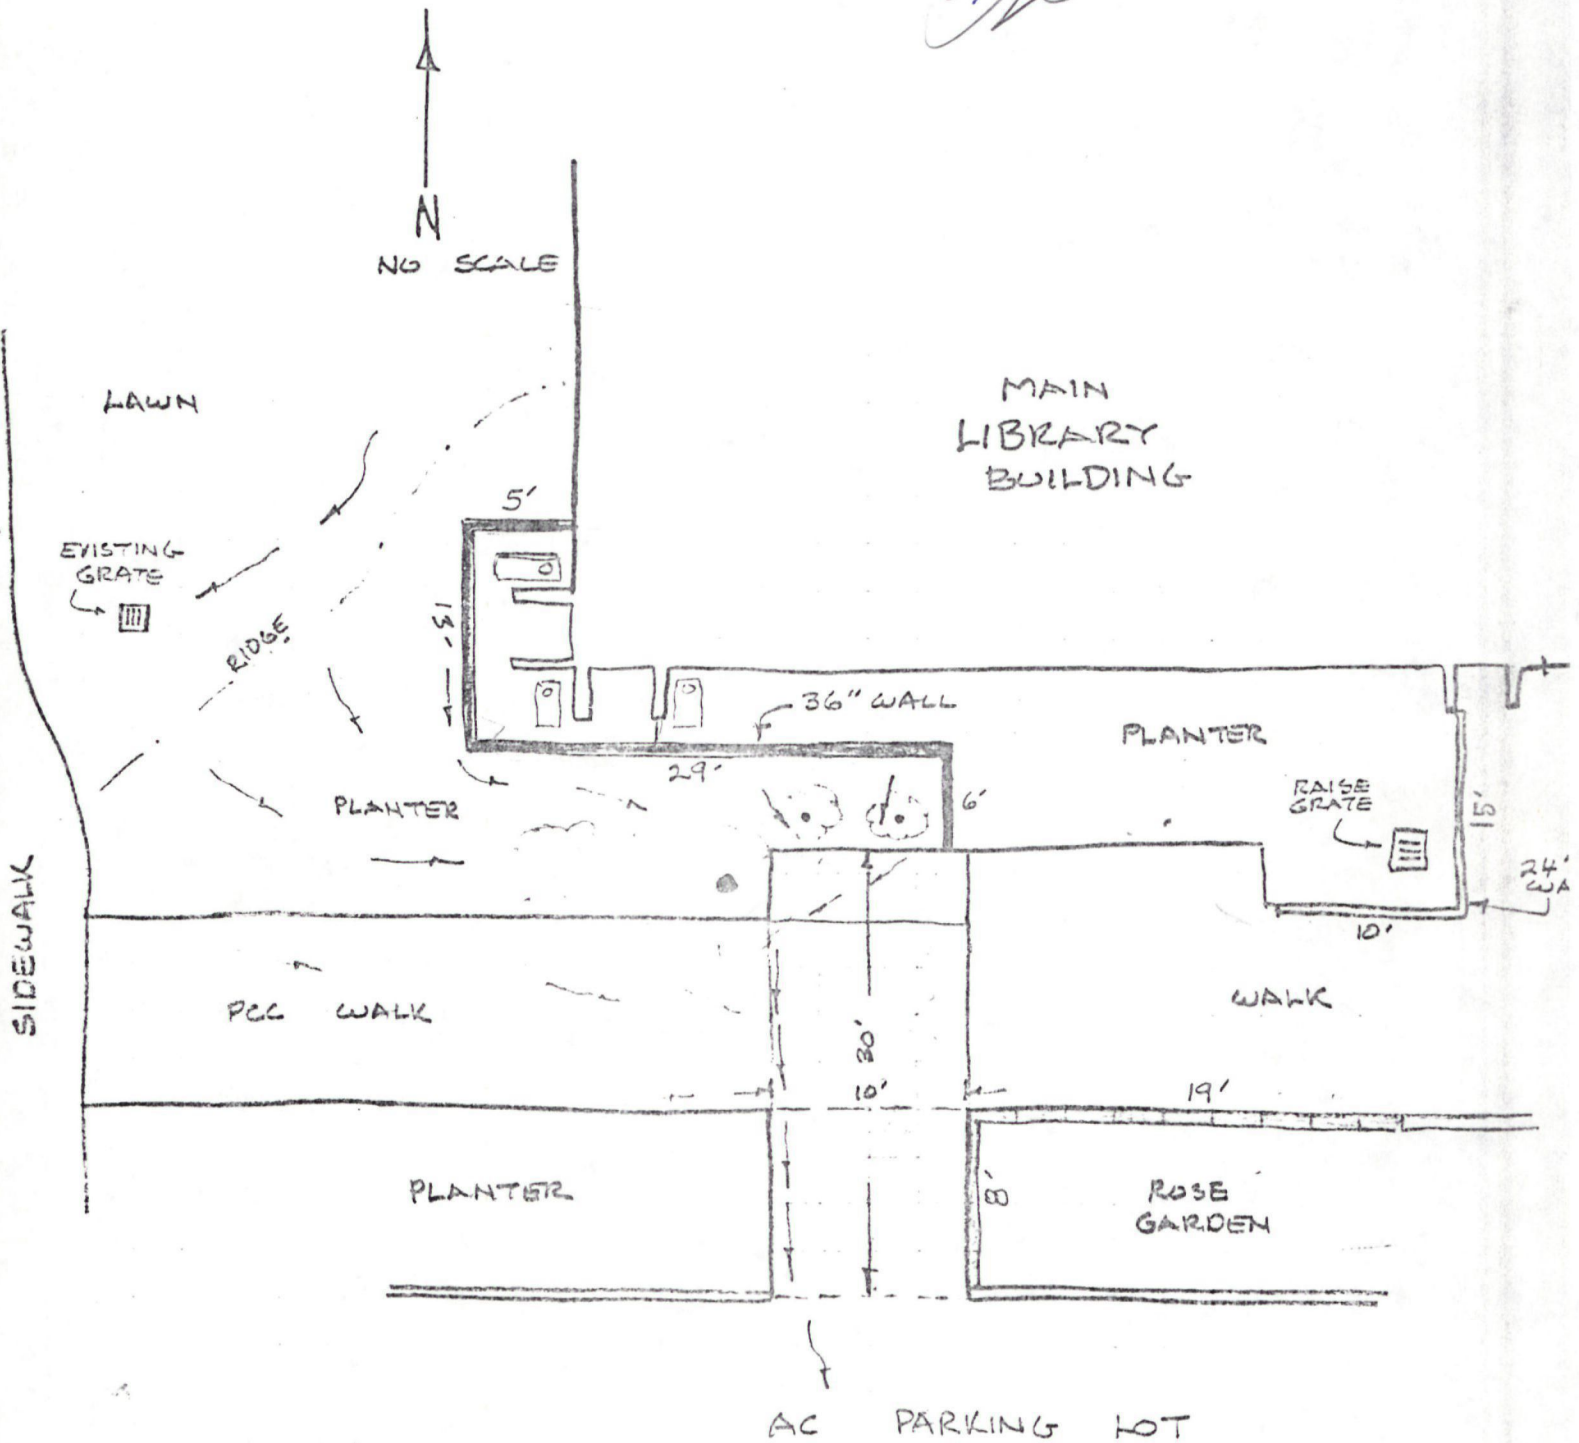 N
NO SCALE
LAWN
MAIN
LIBRARY
BUILDING
5'
EXISTING
GRATE
13'
RIDGE
36" WALL
PLANTER
29'
RAISE
GRATE
6'
15'
PLANTER
24"
WA
10'
SIDEWALK
PCC WALK
WALK
30'
10'
19'
PLANTER
8'
ROSE
GARDEN
AC PARKING LOT